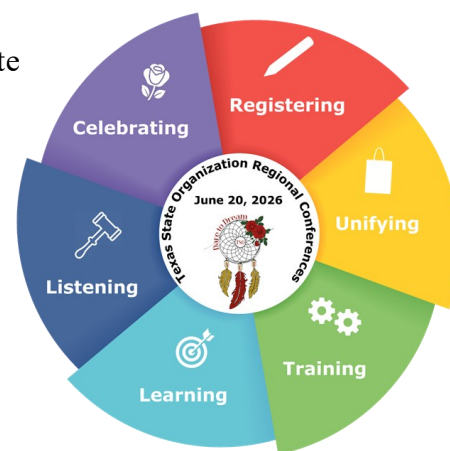 te
Registering
Celebrating
Texas State Organization Regional Conferences
June 20, 2026
Dare to Dream
Unifying
Listening
Training
Learning